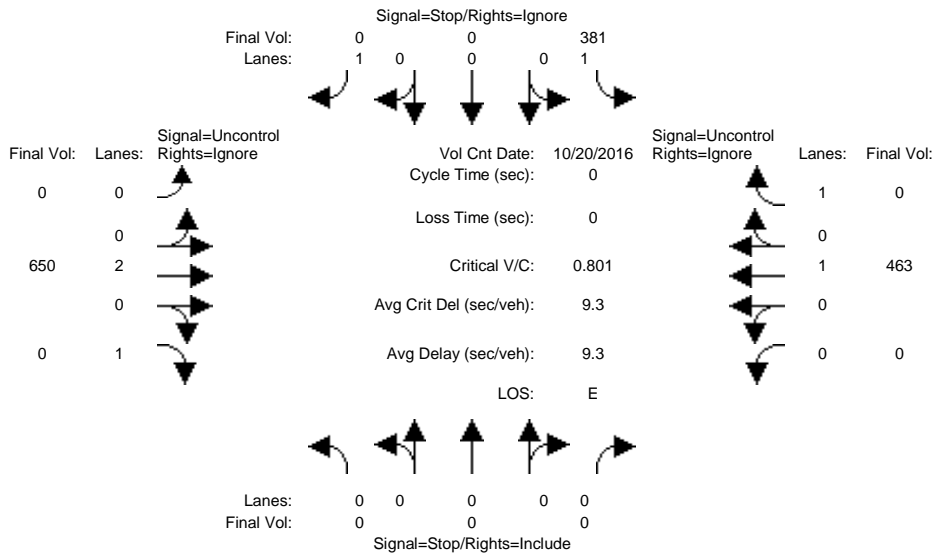 Signal=Stop/Rights=Ignore
Final Vol: 0 0 381
Lanes: 1 0 0 0 1
Signal=Uncontrol
Final Vol: Lanes: Rights=Ignore
Vol Cnt Date: 10/20/2016
Signal=Uncontrol
Rights=Ignore Lanes: Final Vol:
Cycle Time (sec): 0
0 0
1 0
Loss Time (sec): 0
0
0
650 2
Critical V/C: 0.801
1 463
0
Avg Crit Del (sec/veh): 9.3
0
0 1
Avg Delay (sec/veh): 9.3
0 0
LOS: E
Lanes: 0 0 0 0 0
Final Vol: 0 0 0
Signal=Stop/Rights=Include